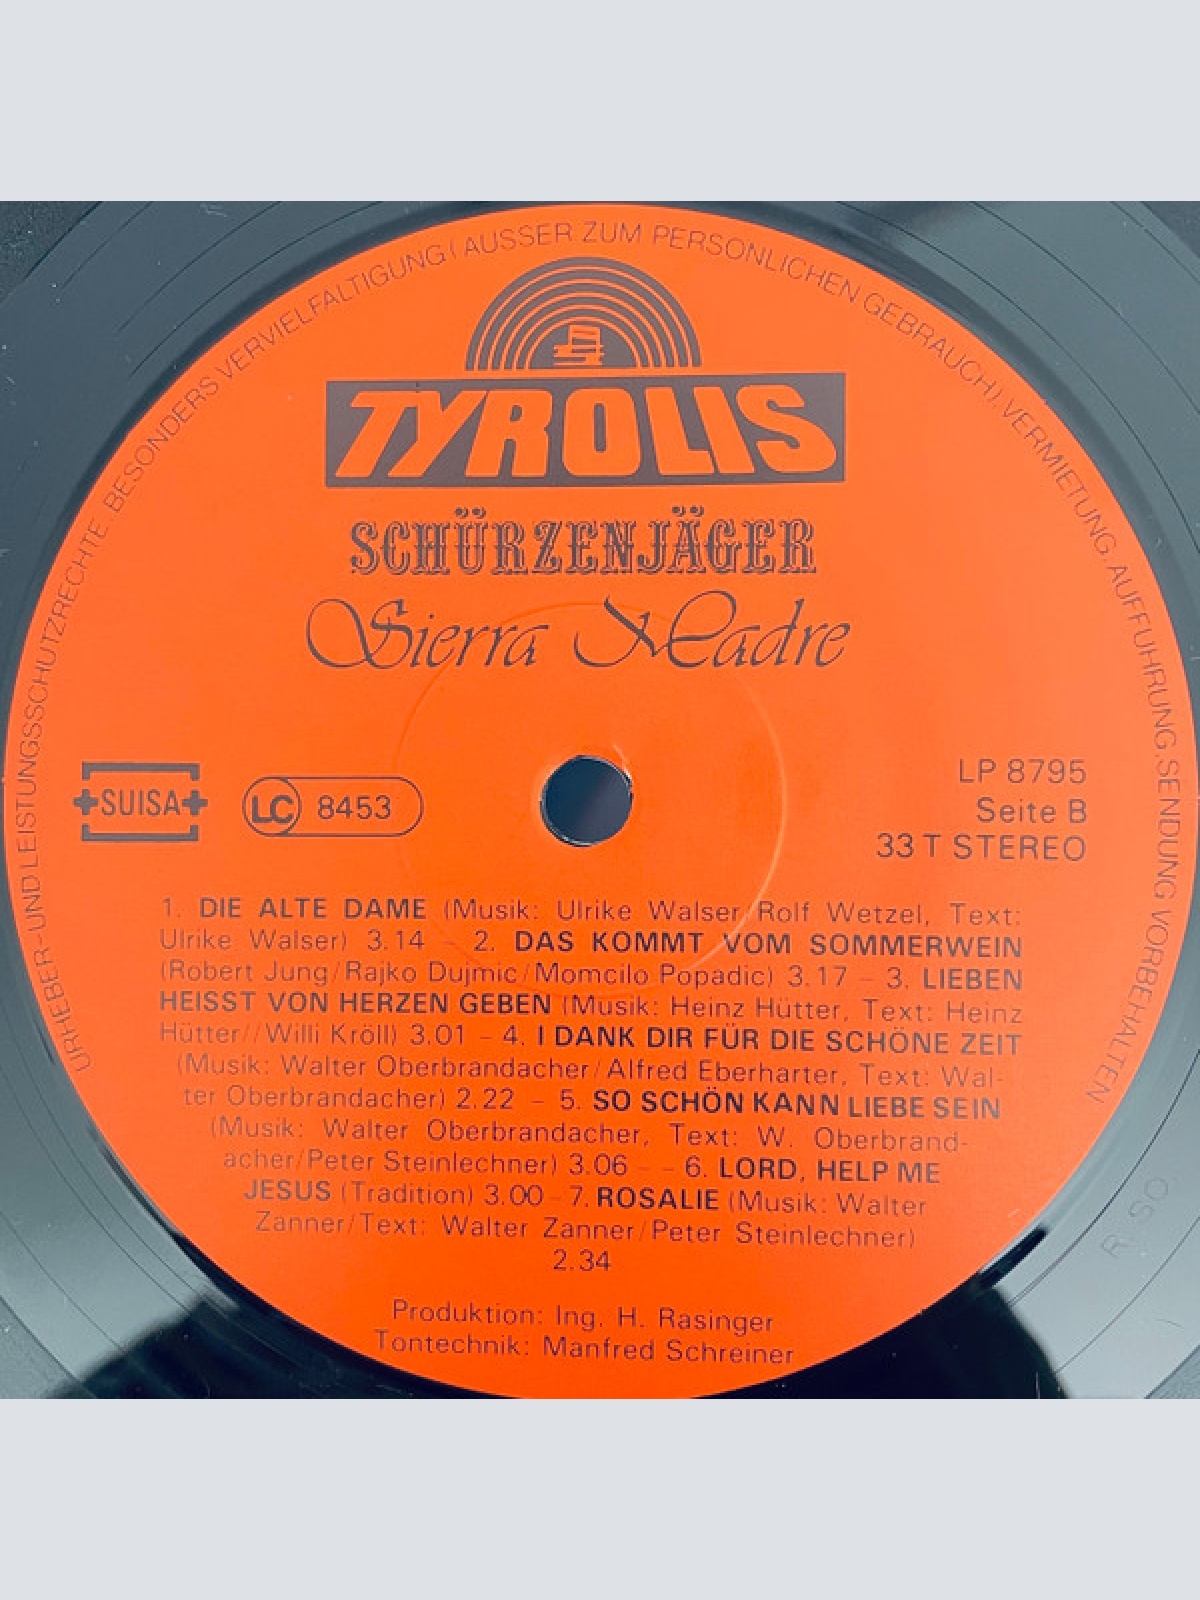 URHEBER-UND LEISTUNGSSCHUTZRECHTE. BESONDERS VERVIELFÄLTIGUNG (AUSSER ZUM PERSÖNLICHEN GEBRAUCH), VERMIETUNG, AUFFÜHRUNG, SENDUNG VORBEHALTEN
TYROLIS
SCHÜRZENJÄGER
Sierra Madre
SUISA
LC 8453
LP 8795
Seite B
33 T STEREO
1. DIE ALTE DAME (Musik: Ulrike Walser/Rolf Wetzel, Text:
Ulrike Walser) 3.14 – 2. DAS KOMMT VOM SOMMERWEIN
(Robert Jung/Rajko Dujmic/Momcilo Popadic) 3.17 – 3. LIEBEN
HEISST VON HERZEN GEBEN (Musik: Heinz Hütter, Text: Heinz
Hütter//Willi Kröll) 3.01 – 4. I DANK DIR FÜR DIE SCHÖNE ZEIT
(Musik: Walter Oberbrandacher/Alfred Eberharter, Text: Wal-
ter Oberbrandacher) 2.22 – 5. SO SCHÖN KANN LIEBE SEIN
(Musik: Walter Oberbrandacher, Text: W. Oberbrand-
acher/Peter Steinlechner) 3.06 – – 6. LORD, HELP ME
JESUS (Tradition) 3.00 – 7. ROSALIE (Musik: Walter
Zanner/Text: Walter Zanner/Peter Steinlechner)
2.34
Produktion: Ing. H. Rasinger
Tontechnik: Manfred Schreiner